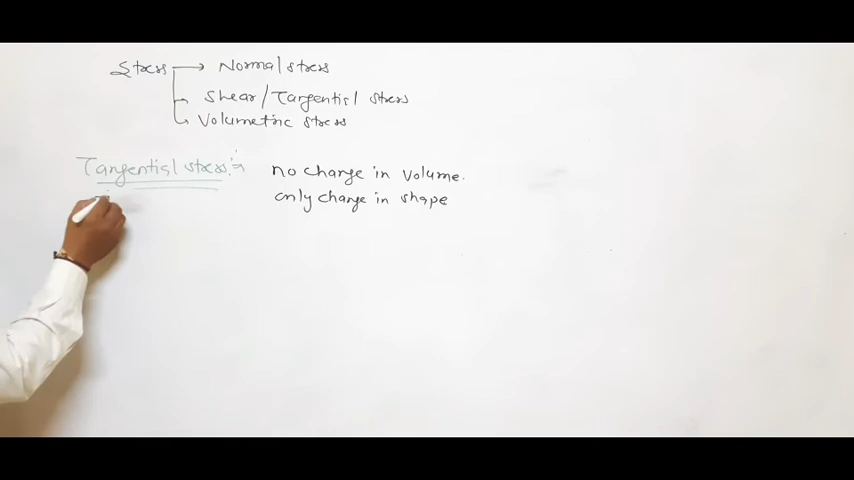 Stress → Normal stress
Shear/Tangential stress
Volumetric stress
Tangential stress :→ no change in volume.
only change in shape